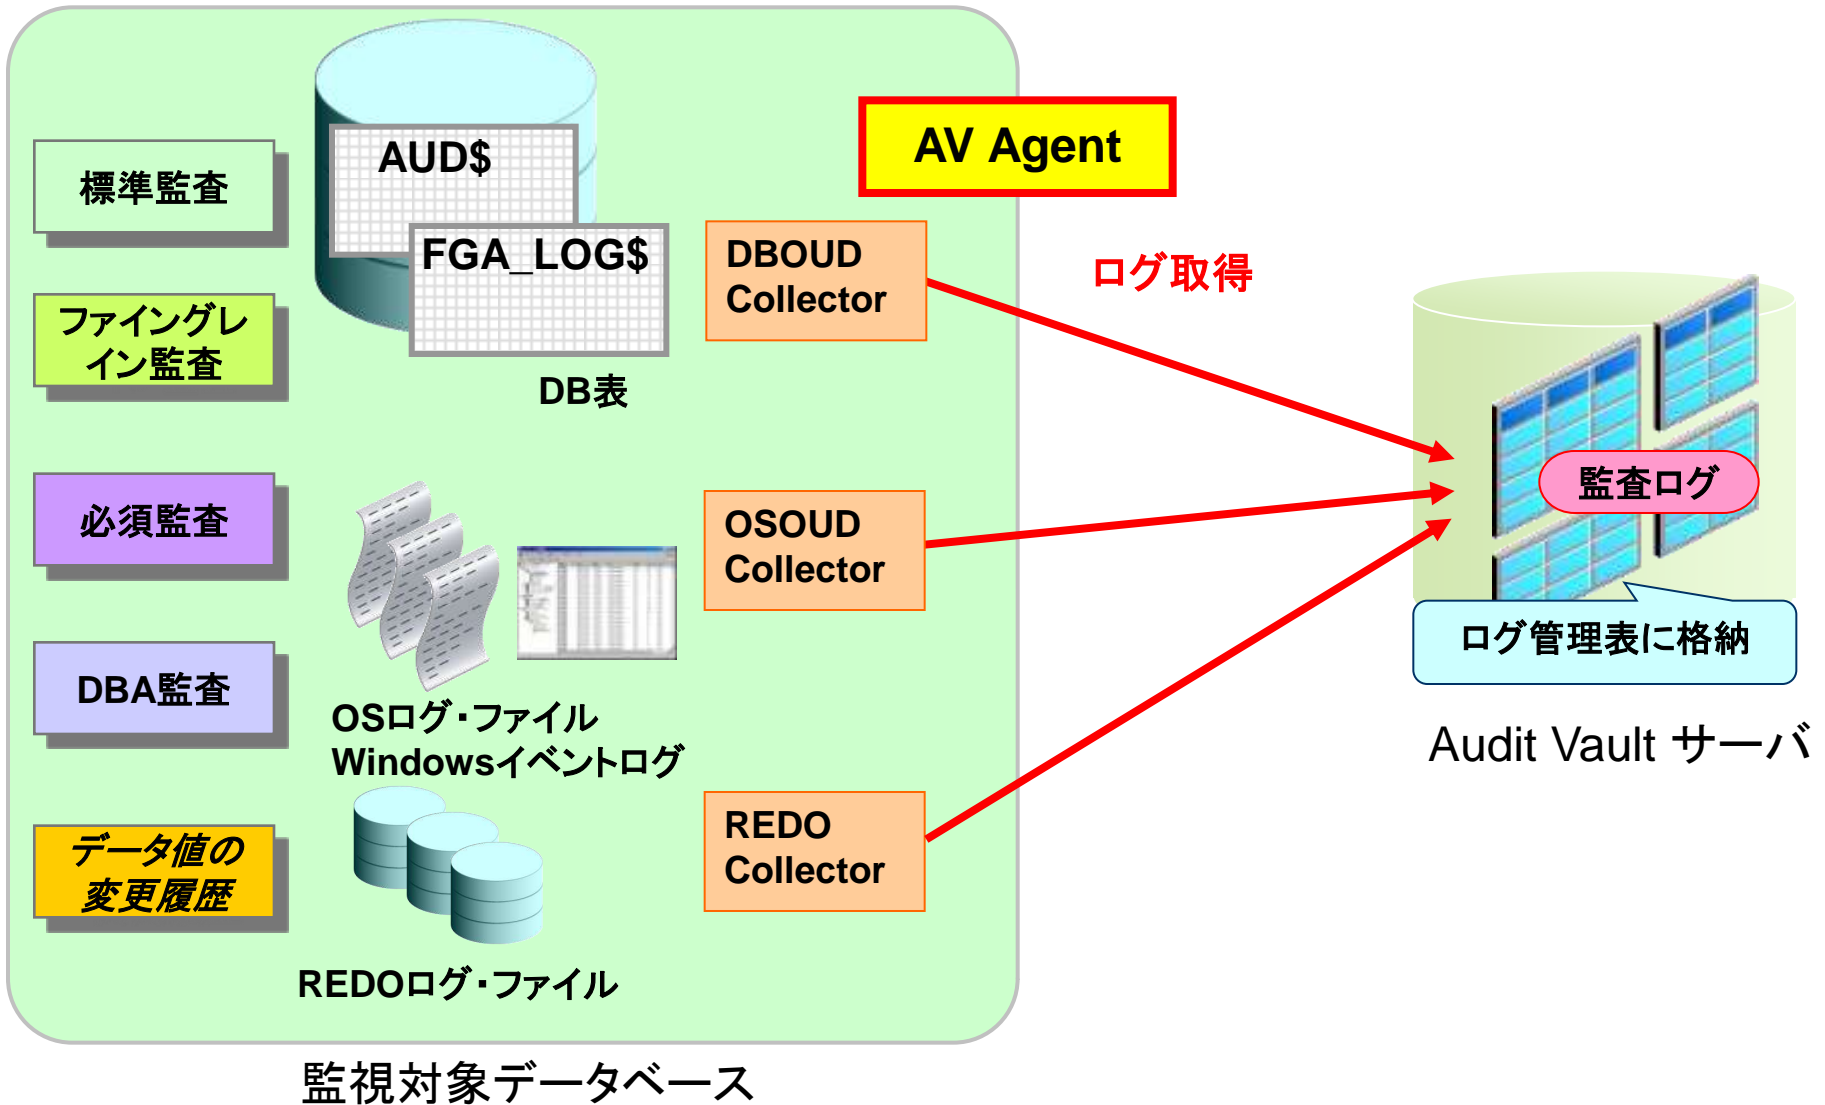 標準監査
ファイングレ
イン監査
必須監査
DBA監査
データ値の
変更履歴
AUD$
FGA_LOG$
DB表
OSログ・ファイル
Windowsイベントログ
REDOログ・ファイル
AV Agent
DBOUD
Collector
OSOUD
Collector
REDO
Collector
ログ取得
監査ログ
ログ管理表に格納
Audit Vault サーバ
監視対象データベース